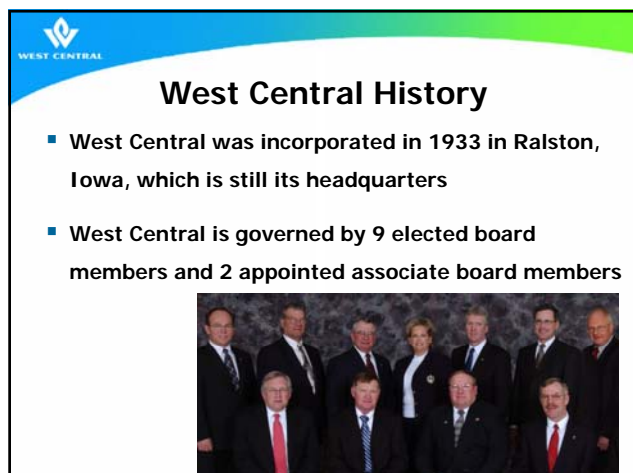 WEST CENTRAL
West Central History
West Central was incorporated in 1933 in Ralston,
Iowa, which is still its headquarters
West Central is governed by 9 elected board
members and 2 appointed associate board members